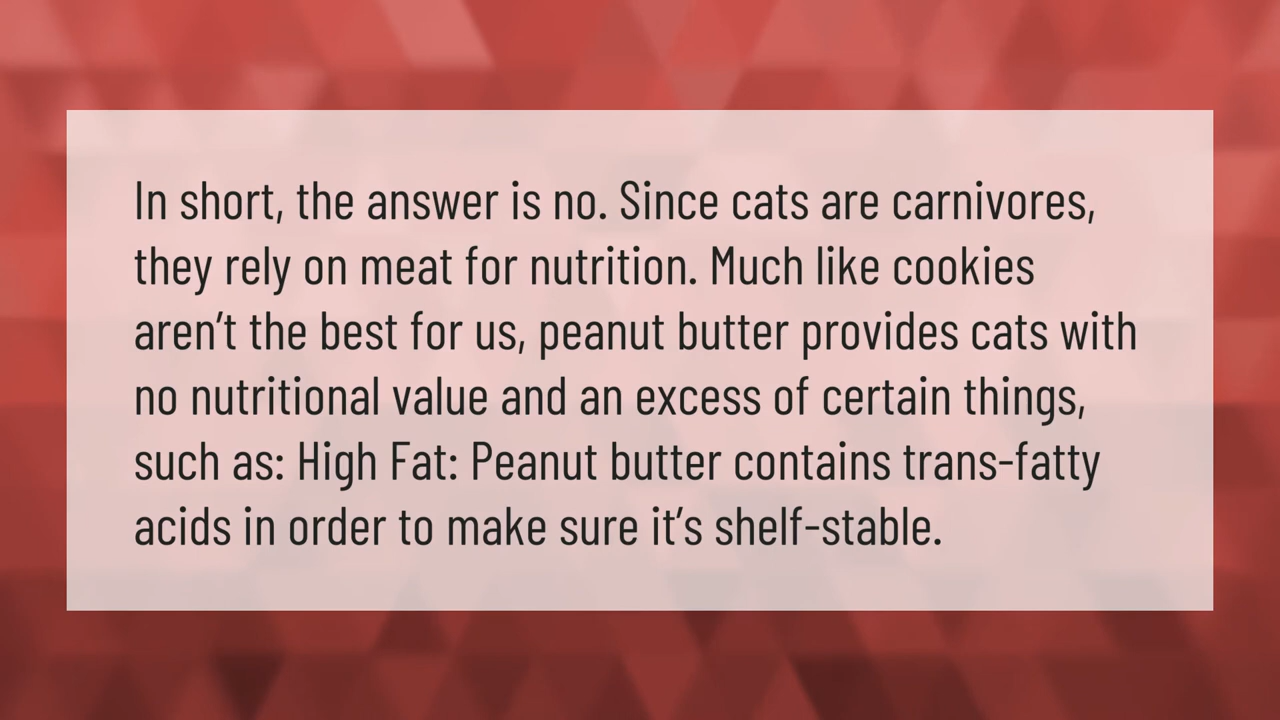 In short, the answer is no. Since cats are carnivores,
they rely on meat for nutrition. Much like cookies
aren’t the best for us, peanut butter provides cats with
no nutritional value and an excess of certain things,
such as: High Fat: Peanut butter contains trans-fatty
acids in order to make sure it’s shelf-stable.